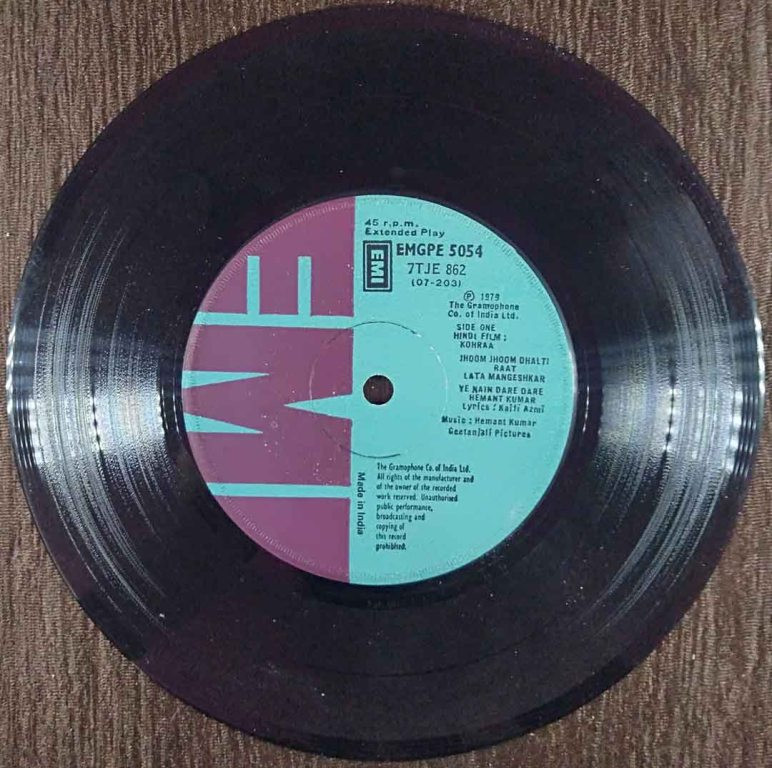 45 r.p.m.
Extended Play
EMI
EMGPE 5054
7TJE 862
(07-203)
Ⓟ 1979
The Gramophone
Co. of India Ltd.
SIDE ONE
HINDI FILM :
KOHRAA
JHOOM JHOOM DHALTI
RAAT
LATA MANGESHKAR
YE NAIN DARE DARE
HEMANT KUMAR
Lyrics : Kaifi Azmi
Music : Hemant Kumar
Geetanjali Pictures
The Gramophone Co. of India Ltd.
All rights of the manufacturer and
of the owner of the recorded
work reserved. Unauthorised
public performance,
broadcasting and
copying of
this record
prohibited.
Made in India
EMI